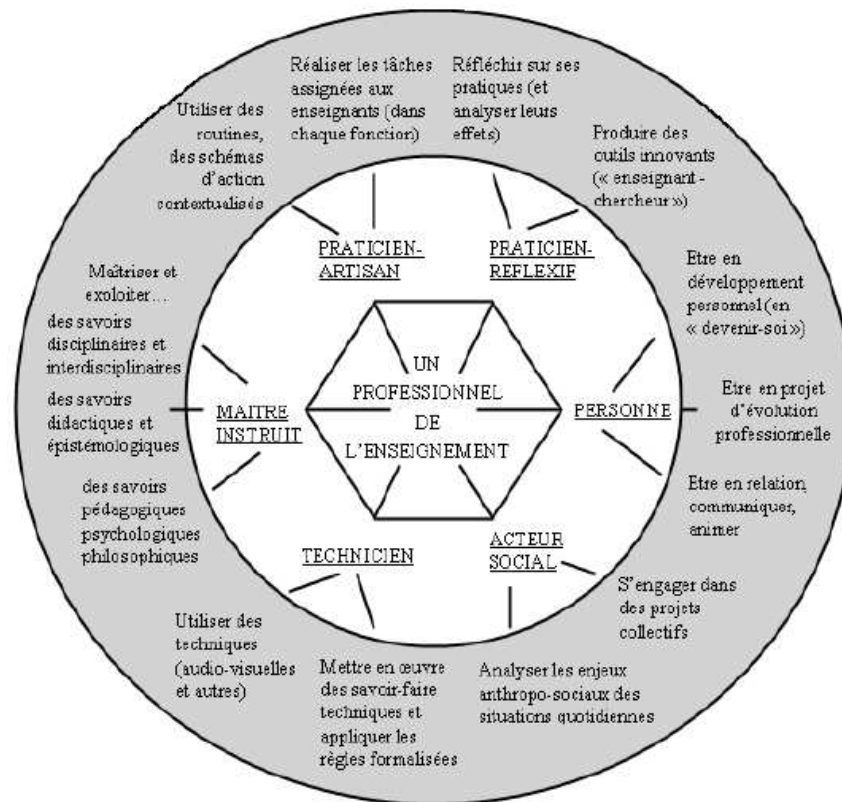 Réaliser les tâches
assignées aux
enseignants (dans
chaque fonction)
Réfléchir sur ses
pratiques (et
analyser leurs
effets)
Utiliser des
routines,
des schémas
d'action
contextualisés
Produire des
outils innovants
(« enseignant -
chercheur »)
PRATICIEN-
ARTISAN
PRATICIEN-
REFLEXIF
Maîtriser et
exploiter…
des savoirs
disciplinaires et
interdisciplinaires
des savoirs
didactiques et
épistémologiques
des savoirs
pédagogiques
psychologiques
philosophiques
Etre en
développement
personnel (en
« devenir-soi »)
Etre en projet
d'évolution
professionnelle
Etre en relation,
communiquer,
animer
MAITRE
INSTRUIT
UN
PROFESSIONNEL
DE
L'ENSEIGNEMENT
PERSONNE
TECHNICIEN
ACTEUR
SOCIAL
S'engager dans
des projets
collectifs
Utiliser des
techniques
(audio-visuelles
et autres)
Mettre en œuvre
des savoir-faire
techniques et
appliquer les
règles formalisées
Analyser les enjeux
anthropo-sociaux des
situations quotidiennes